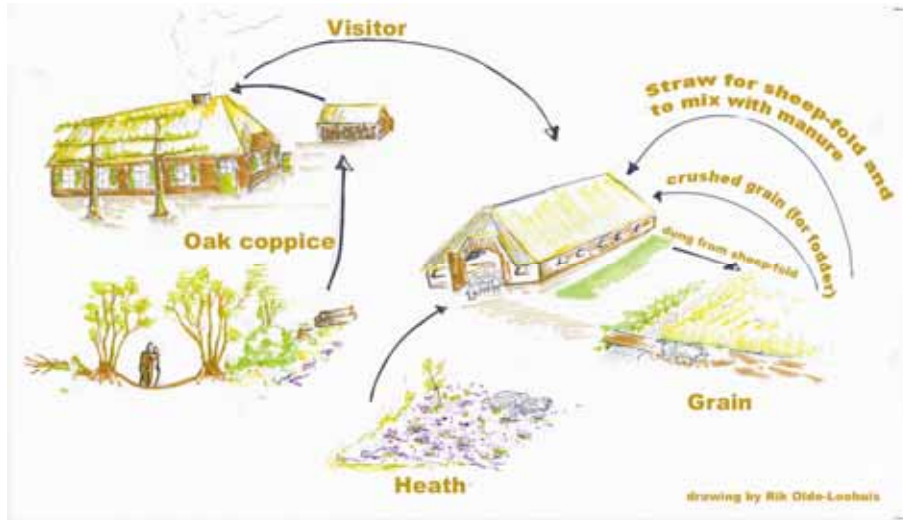 Visitor
Straw for sheep-fold and
to mix with manure
crushed grain (for fodder)
dung from sheep-fold
Oak coppice
Grain
Heath
drawing by Rik Olde-Loohuis